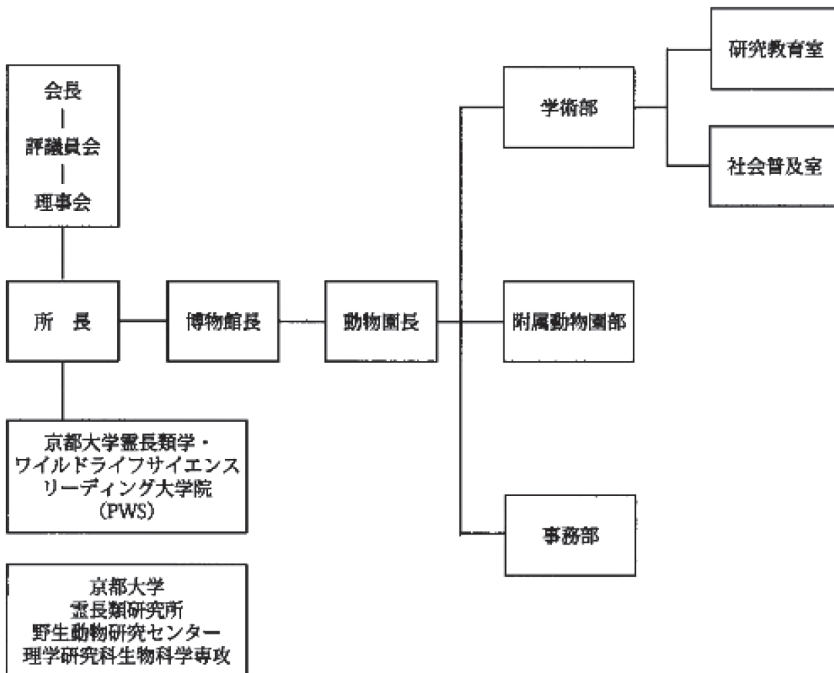 会長
評議員会
理事会
所 長
博物館長
動物園長
学術部
研究教育室
社会普及室
附属動物園部
事務部
京都大学霊長類学・
ワイルドライフサイエンス
リーディング大学院
(PWS)
京都大学
霊長類研究所
野生動物研究センター
理学研究科生物科学専攻